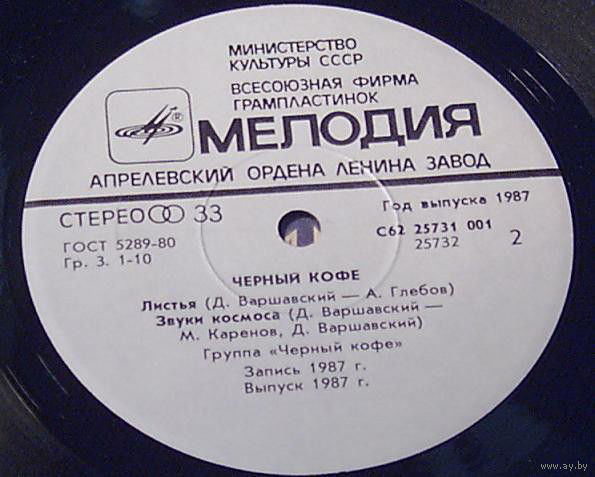 МИНИСТЕРСТВО
КУЛЬТУРЫ СССР
ВСЕСОЮЗНАЯ ФИРМА
ГРАМПЛАСТИНОК
®
МЕЛОДИЯ
АПРЕЛЕВСКИЙ ОРДЕНА ЛЕНИНА ЗАВОД
СТЕРЕО 33
Год выпуска 1987
ГОСТ 5289-80
С62 25731 001
Гр. 3. 1-10
25732
2
ЧЕРНЫЙ КОФЕ
Листья (Д. Варшавский — А. Глебов)
Звуки космоса (Д. Варшавский —
М. Каренов, Д. Варшавский)
Группа «Черный кофе»
Запись 1987 г.
Выпуск 1987 г.
www.ay.by